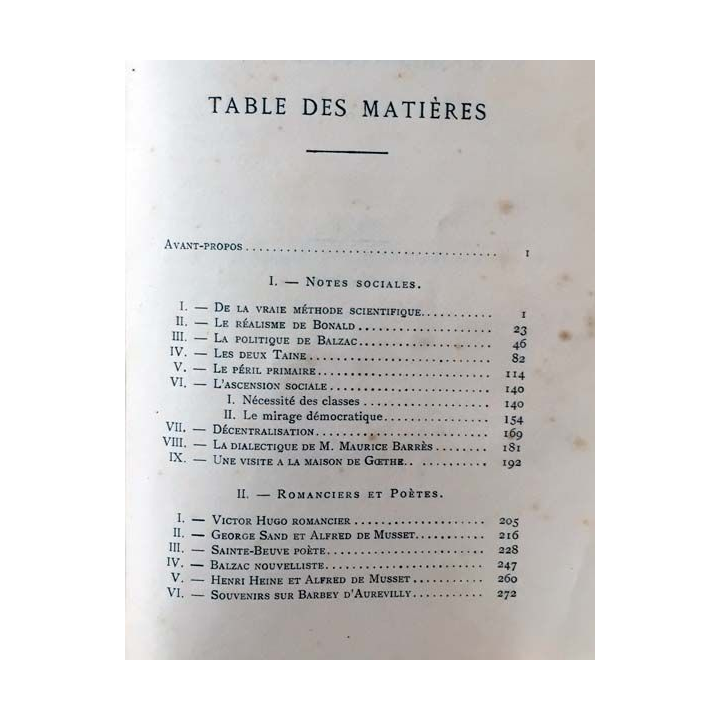 TABLE DES MATIÈRES
AVANT-PROPOS .......... I
I. — NOTES SOCIALES.
I. — DE LA VRAIE MÉTHODE SCIENTIFIQUE .......... 1
II. — LE RÉALISME DE BONALD .......... 23
III. — LA POLITIQUE DE BALZAC .......... 46
IV. — LES DEUX TAINE .......... 82
V. — LE PÉRIL PRIMAIRE .......... 114
VI. — L'ASCENSION SOCIALE .......... 140
I. Nécessité des classes .......... 140
II. Le mirage démocratique .......... 154
VII. — DÉCENTRALISATION .......... 169
VIII. — LA DIALECTIQUE DE M. MAURICE BARRÈS .......... 181
IX. — UNE VISITE A LA MAISON DE GŒTHE .......... 192
II. — ROMANCIERS ET POÈTES.
I. — VICTOR HUGO ROMANCIER .......... 205
II. — GEORGE SAND ET ALFRED DE MUSSET .......... 216
III. — SAINTE-BEUVE POÈTE .......... 228
IV. — BALZAC NOUVELLISTE .......... 247
V. — HENRI HEINE ET ALFRED DE MUSSET .......... 260
VI. — SOUVENIRS SUR BARBEY D'AUREVILLY .......... 272